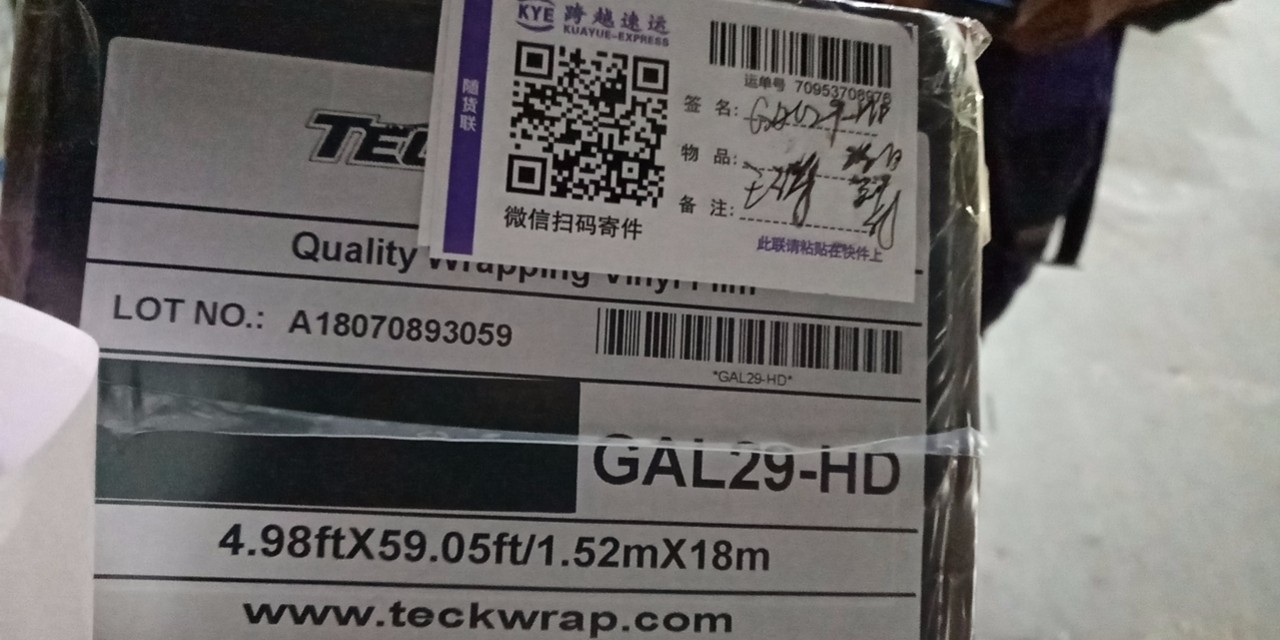 KYE 跨越速运
KUAYUE-EXPRESS
随货联
运单号 70953708976
签 名:
物 品:
备 注:
微信扫码寄件
此联请粘贴在快件上
TEC
Quality Wrapping Vinyl Film
LOT NO.: A18070893059
*GAL29-HD*
GAL29-HD
4.98ftX59.05ft/1.52mX18m
www.teckwrap.com